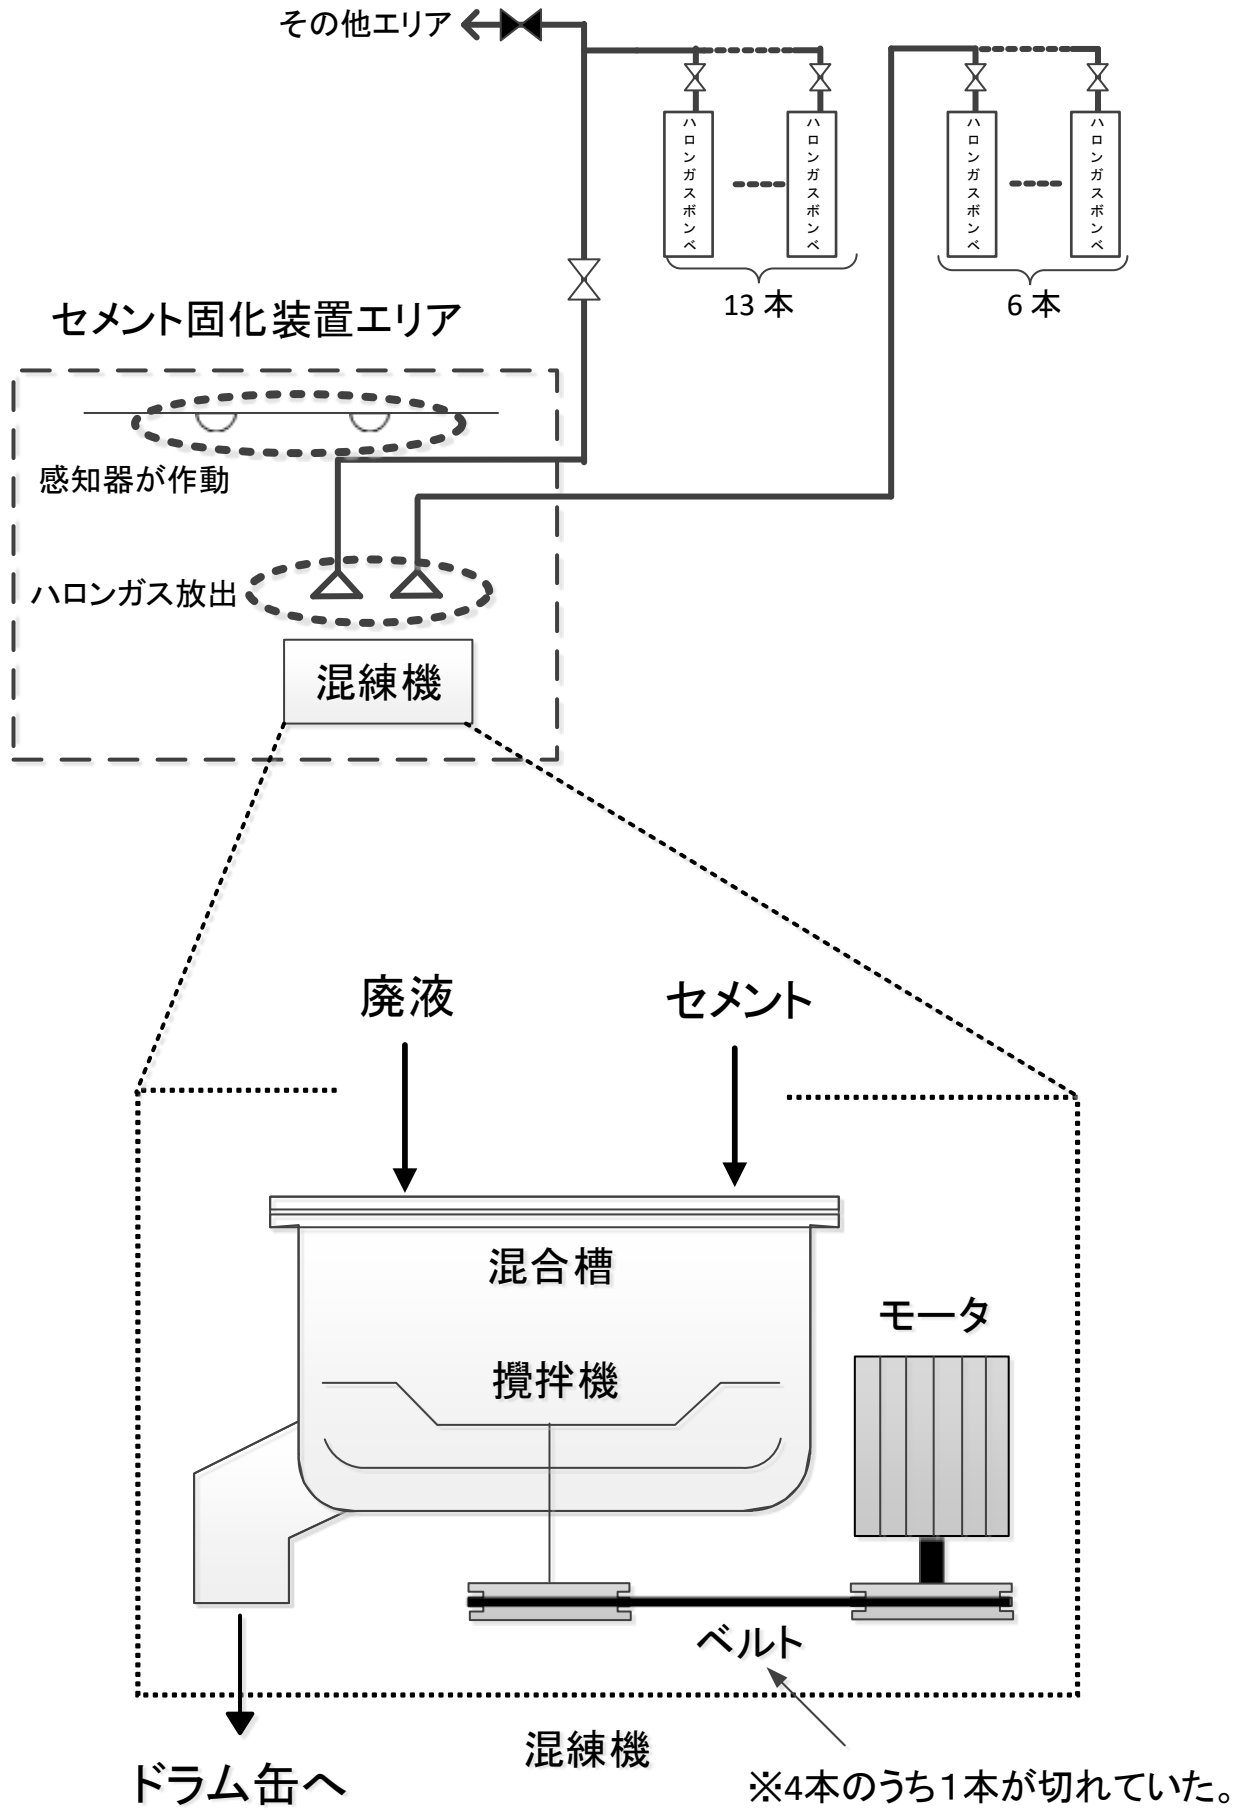 その他エリア
ハロンガスボンベ
ハロンガスボンベ
ハロンガスボンベ
ハロンガスボンベ
13 本
6 本
セメント固化装置エリア
感知器が作動
ハロンガス放出
混練機
廃液
セメント
混合槽
モータ
攪拌機
ベルト
混練機
ドラム缶へ
※4本のうち１本が切れていた。